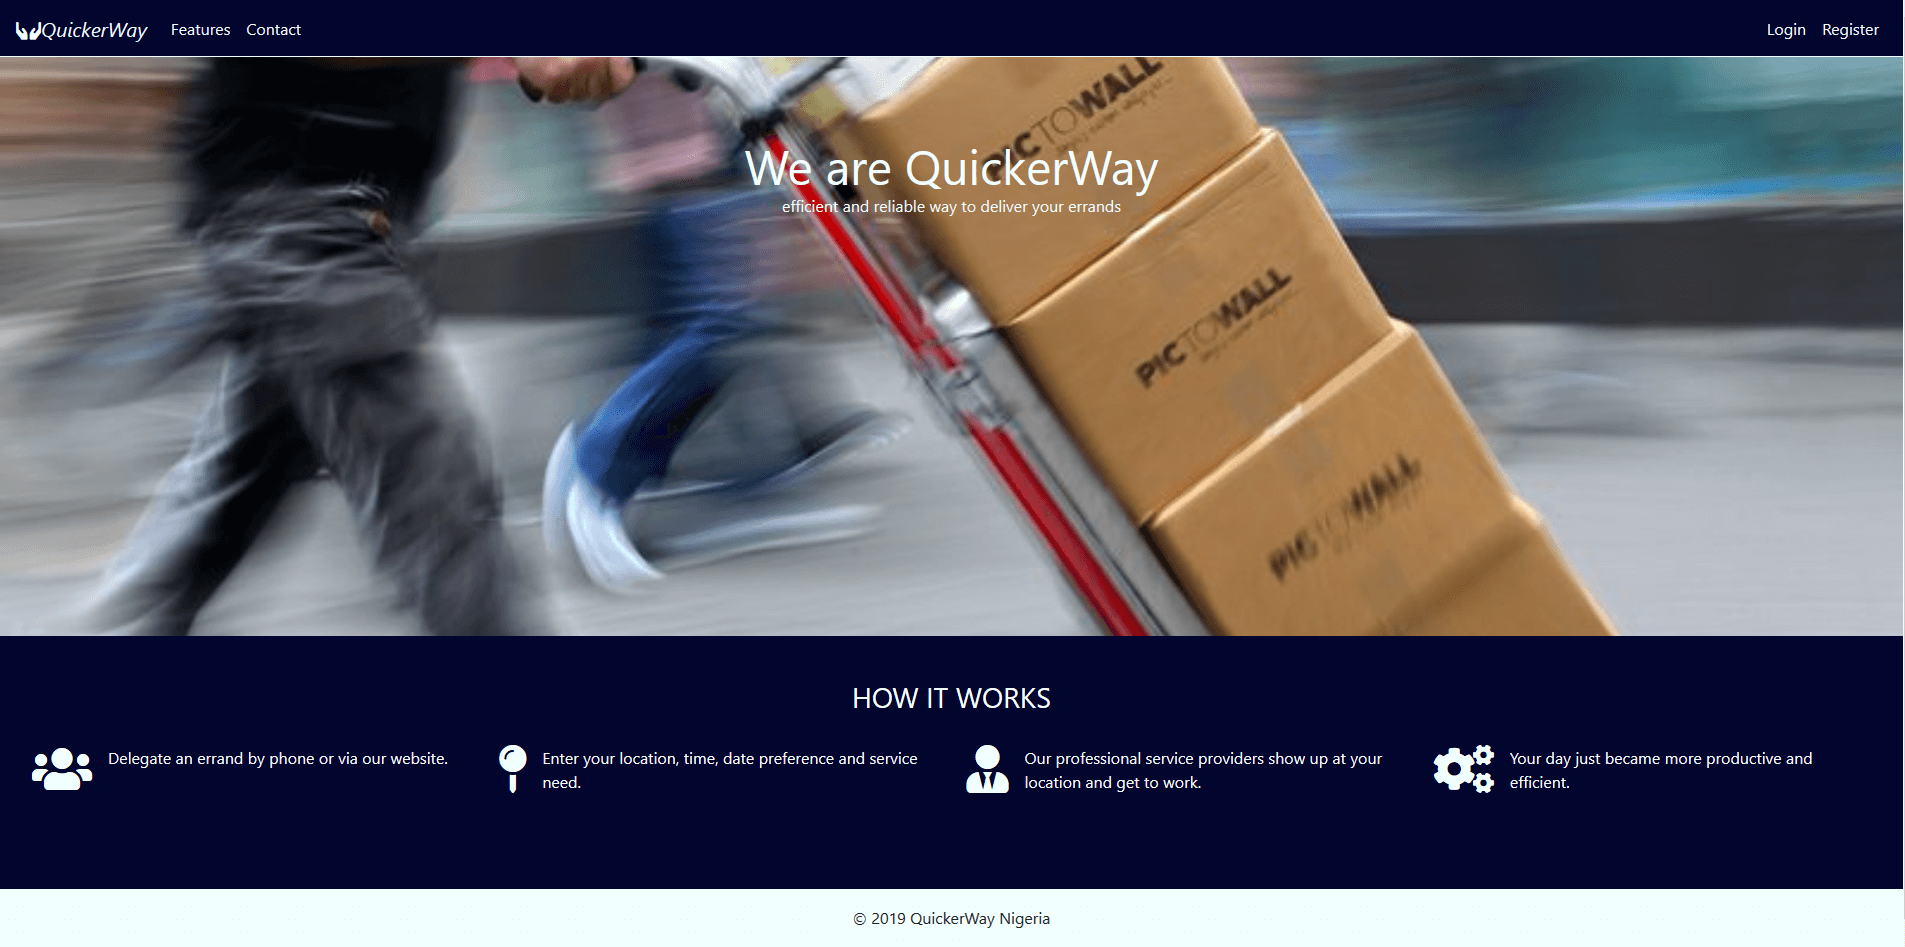 QuickerWay Features Contact Login Register
PICTOWALL
We are QuickerWay
efficient and reliable way to deliver your errands
PICTOWALL
PICTOWALL
HOW IT WORKS
Delegate an errand by phone or via our website.
Enter your location, time, date preference and service
need.
Our professional service providers show up at your
location and get to work.
Your day just became more productive and
efficient.
© 2019 QuickerWay Nigeria